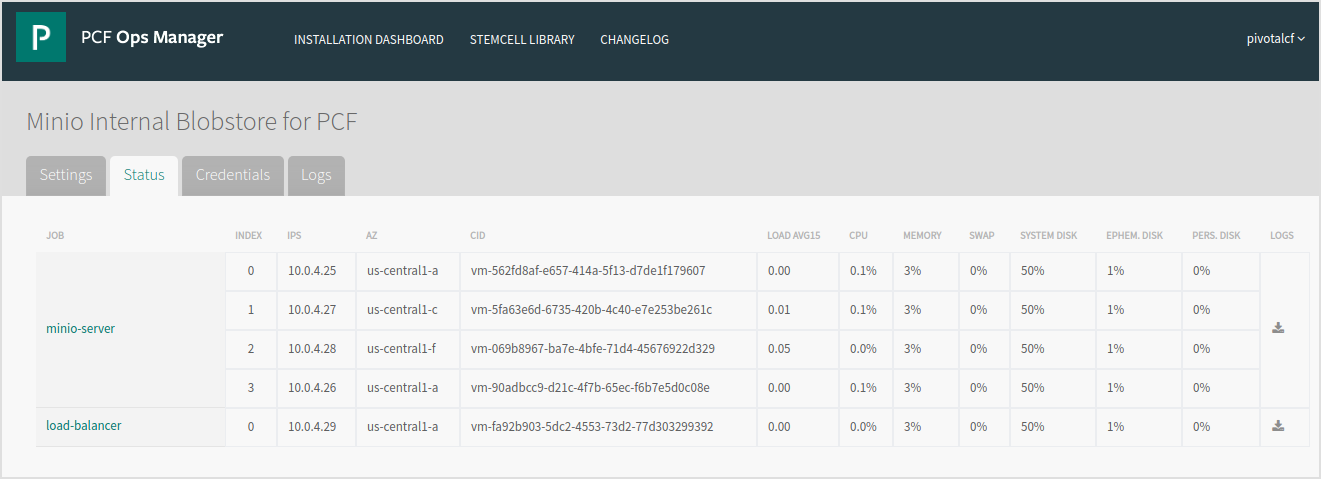 P PCF Ops Manager INSTALLATION DASHBOARD STEMCELL LIBRARY CHANGELOG pivotalcf
Minio Internal Blobstore for PCF
Settings Status Credentials Logs
JOB INDEX IPS AZ CID LOAD AVG15 CPU MEMORY SWAP SYSTEM DISK EPHEM. DISK PERS. DISK LOGS
0 10.0.4.25 us-central1-a vm-562fd8af-e657-414a-5f13-d7de1f179607 0.00 0.1% 3% 0% 50% 1% 0%
1 10.0.4.27 us-central1-c vm-5fa63e6d-6735-420b-4c40-e7e253be261c 0.01 0.1% 3% 0% 50% 1% 0%
minio-server
2 10.0.4.28 us-central1-f vm-069b8967-ba7e-4bfe-71d4-45676922d329 0.05 0.0% 3% 0% 50% 1% 0%
3 10.0.4.26 us-central1-a vm-90adbcc9-d21c-4f7b-65ec-f6b7e5d0c08e 0.00 0.1% 3% 0% 50% 1% 0%
load-balancer 0 10.0.4.29 us-central1-a vm-fa92b903-5dc2-4553-73d2-77d303299392 0.00 0.0% 3% 0% 50% 1% 0%